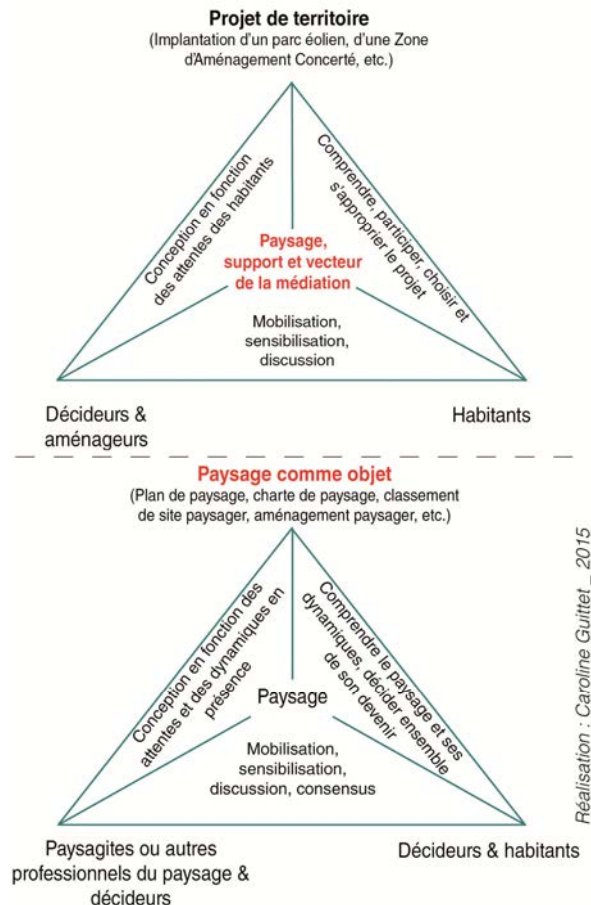 Projet de territoire
(Implantation d'un parc éolien, d'une Zone
d'Aménagement Concerté, etc.)
Conception en fonction
des attentes des habitants
Comprendre, participer, choisir et
s'approprier le projet
Paysage,
support et vecteur
de la médiation
Mobilisation,
sensibilisation,
discussion
Décideurs &
aménageurs
Habitants
Paysage comme objet
(Plan de paysage, charte de paysage, classement
de site paysager, aménagement paysager, etc.)
Conception en fonction des
attentes et des dynamiques en
présence
Comprendre le paysage et ses
dynamiques, décider ensemble
de son devenir
Paysage
Mobilisation,
sensibilisation,
discussion, consensus
Paysagites ou autres
professionnels du paysage &
décideurs
Décideurs & habitants
Réalisation : Caroline Guittet _ 2015